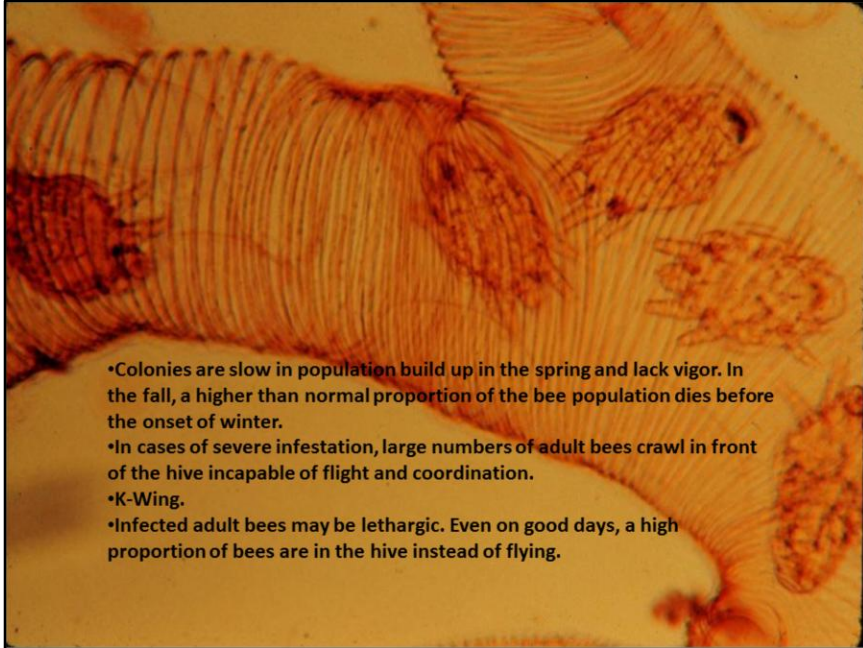 •Colonies are slow in population build up in the spring and lack vigor. In
the fall, a higher than normal proportion of the bee population dies before
the onset of winter.
•In cases of severe infestation, large numbers of adult bees crawl in front
of the hive incapable of flight and coordination.
•K-Wing.
•Infected adult bees may be lethargic. Even on good days, a high
proportion of bees are in the hive instead of flying.